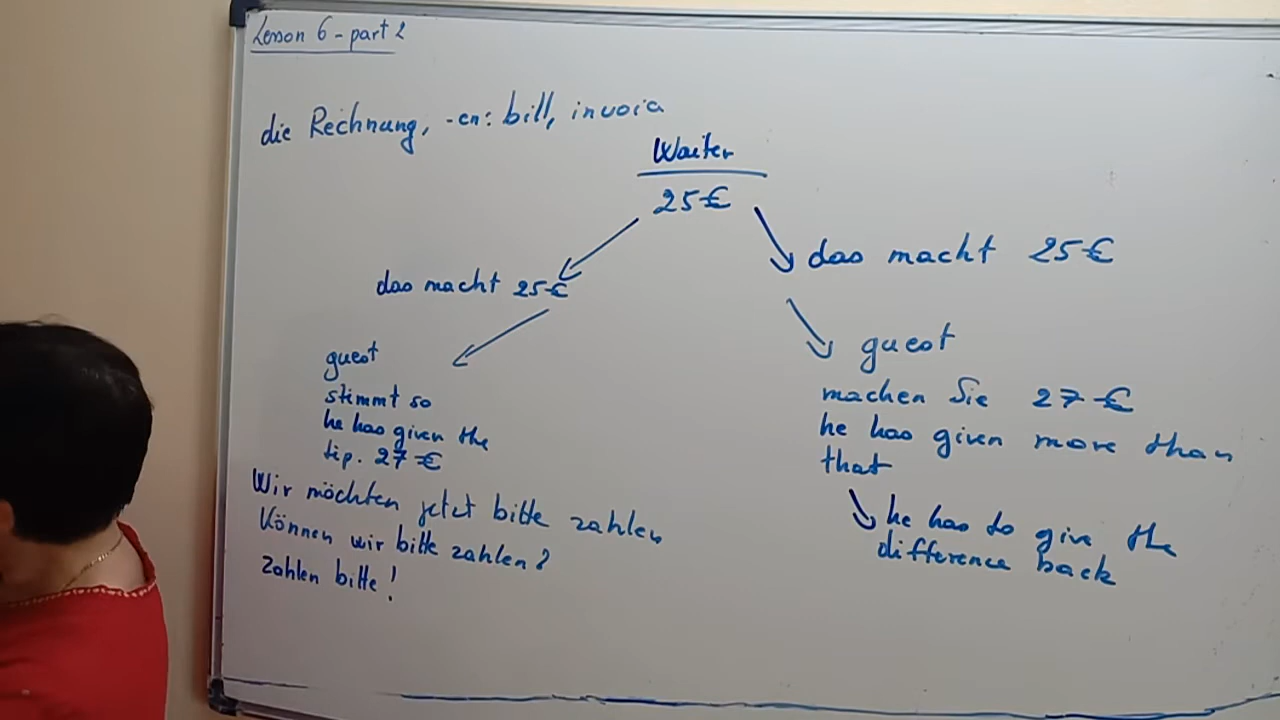 Lesson 6 - part 2
die Rechnung, -en: bill, invoia
Waiter
25€
das macht 25€
guest
stimmt so
he has given the
tip. 27€
Wir möchten jetzt bitte zahlen
Können wir bitte zahlen?
Zahlen bitte!
das macht 25€
guest
machen Sie 27€
he has given more than
that
he has to give the
difference back